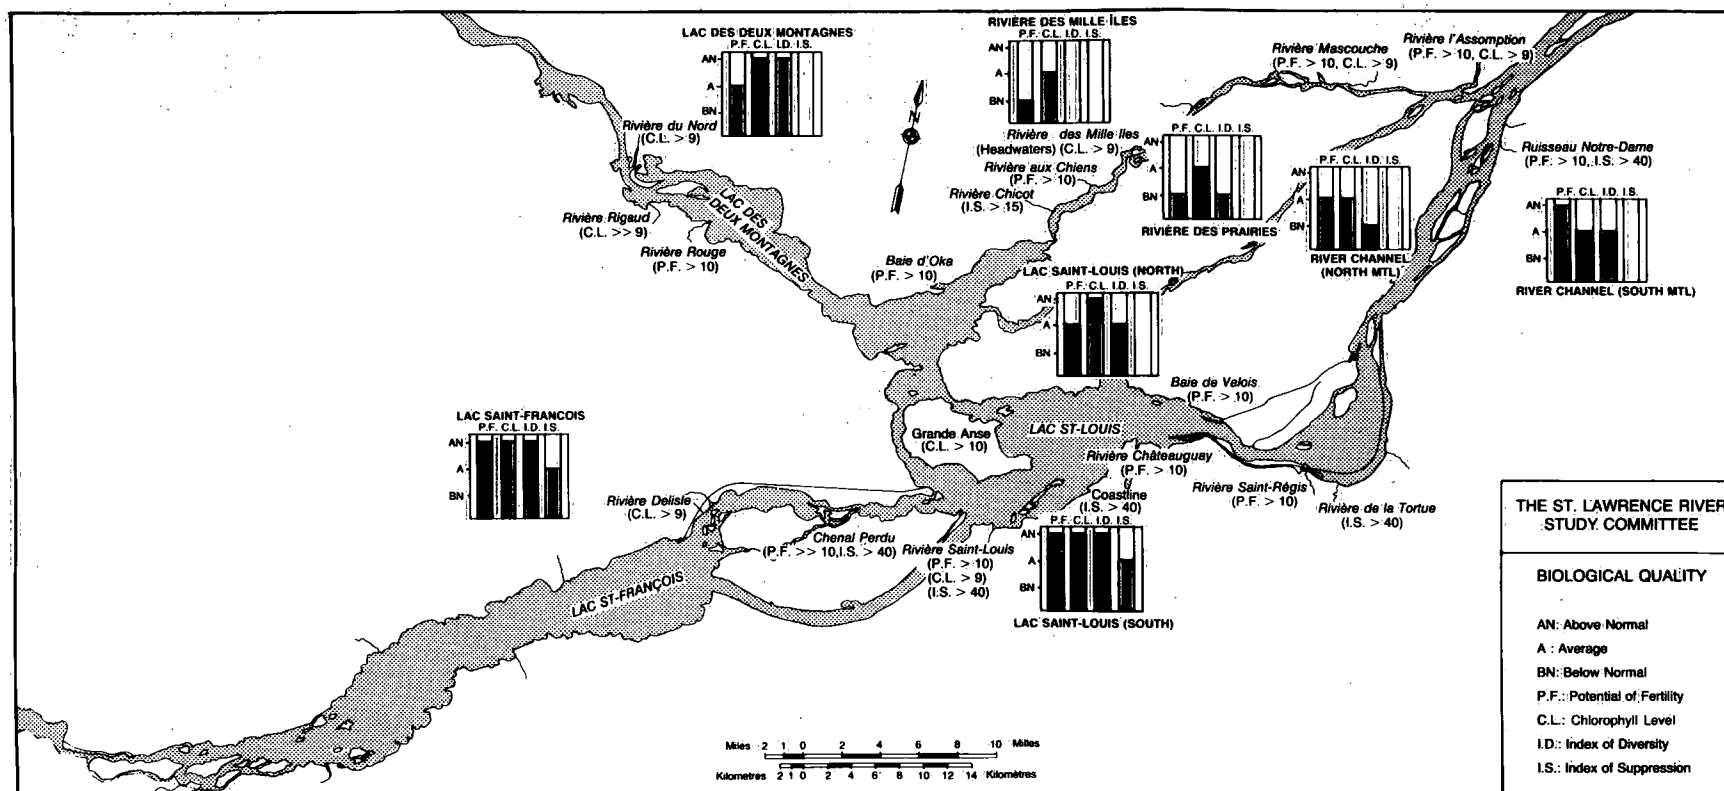 LAC DES DEUX MONTAGNES
P.F. C.L. I.D. I.S.
AN
A
BN
RIVIÈRE DES MILLE ÎLES
P.F. C.L. I.D. I.S.
AN
A
BN
Rivière Mascouche
(P.F. > 10, C.L. > 9)
Rivière l'Assomption
(P.F. > 10, C.L. > 9)
Rivière du Nord
(C.L. > 9)
N
Rivière des Mille Iles
(Headwaters) (C.L. > 9)
Rivière aux Chiens
(P.F. > 10)
Rivière Chicot
(I.S. > 15)
P.F. C.L. I.D. I.S.
AN
A
BN
RIVIÈRE DES PRAIRIES
P.F. C.L. I.D. I.S.
AN
A
BN
RIVER CHANNEL
(NORTH MTL)
Ruisseau Notre-Dame
(P.F. > 10, I.S. > 40)
P.F. C.L. I.D. I.S.
AN
A
BN
RIVER CHANNEL (SOUTH MTL)
LAC DES
DEUX MONTAGNES
Rivière Rigaud
(C.L. >> 9)
Rivière Rouge
(P.F. > 10)
Baie d'Oka
(P.F. > 10)
LAC SAINT-LOUIS (NORTH)
P.F. C.L. I.D. I.S.
AN
A
BN
Baie de Valois
(P.F. > 10)
LAC SAINT-FRANCOIS
P.F. C.L. I.D. I.S.
AN
A
BN
Grande Anse
(C.L. > 10)
LAC ST-LOUIS
Rivière Châteauguay
(P.F. > 10)
Rivière Saint-Régis
(P.F. > 10)
Rivière de la Tortue
(I.S. > 40)
Rivière Delisle
(C.L. > 9)
Coastline
(I.S. > 40)
Chenal Perdu
(P.F. >> 10, I.S. > 40)
Rivière Saint-Louis
(P.F. > 10)
(C.L. > 9)
(I.S. > 40)
P.F. C.L. I.D. I.S.
AN
A
BN
LAC SAINT-LOUIS (SOUTH)
LAC ST-FRANÇOIS
THE ST. LAWRENCE RIVER
STUDY COMMITTEE
BIOLOGICAL QUALITY
AN: Above Normal
A : Average
BN: Below Normal
P.F.: Potential of Fertility
C.L.: Chlorophyll Level
I.D.: Index of Diversity
I.S.: Index of Suppression
Miles 2 1 0 2 4 6 8 10 Milles
Kilometres 2 1 0 2 4 6 8 10 12 14 Kilomètres